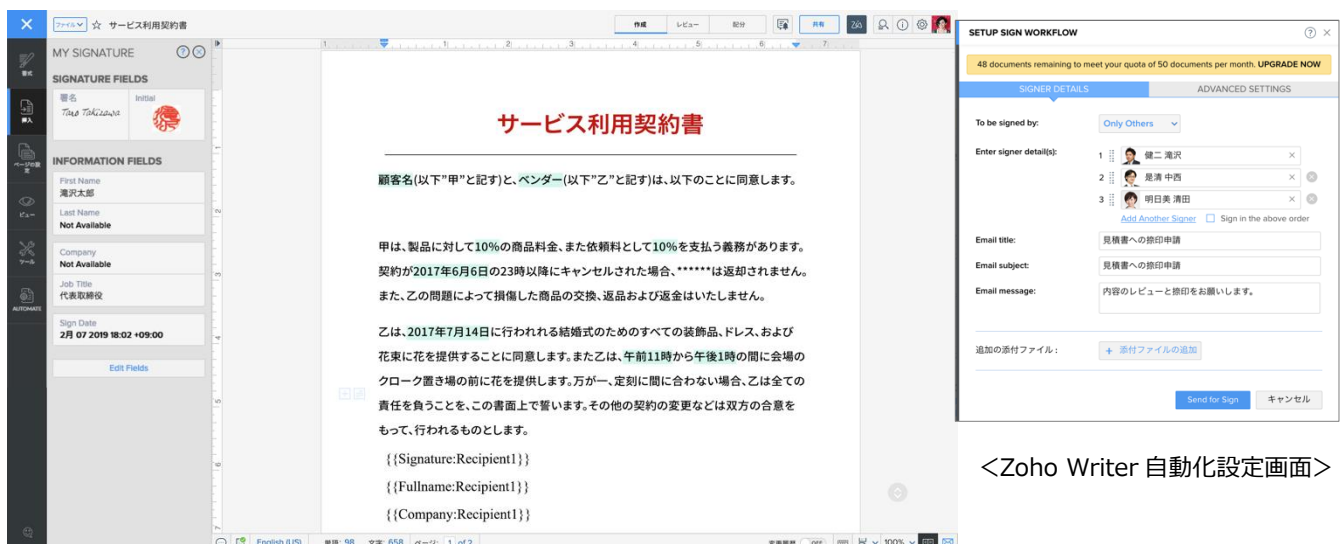 ファイル
サービス利用契約書
作成
レビュー
配分
共有
Zia
書式
挿入
ページの設定
ビュー
ツール
AUTOMATE
MY SIGNATURE
SIGNATURE FIELDS
署名
Initial
Taro Takizawa
INFORMATION FIELDS
First Name
滝沢太郎
Last Name
Not Available
Company
Not Available
Job Title
代表取締役
Sign Date
2月 07 2019 18:02 +09:00
Edit Fields
サービス利用契約書
顧客名(以下”甲”と記す)と、ベンダー(以下”乙”と記す)は、以下のことに同意します。
甲は、製品に対して10%の商品料金、また依頼料として10%を支払う義務があります。
契約が2017年6月6日の23時以降にキャンセルされた場合、******は返却されません。
また、乙の問題によって損傷した商品の交換、返品および返金はいたしません。
乙は、2017年7月14日に行われれる結婚式のためのすべての装飾品、ドレス、および
花束に花を提供することに同意します。また乙は、午前11時から午後1時の間に会場の
クローク置き場の前に花を提供します。万が一、定刻に間に合わない場合、乙は全ての
責任を負うことを、この書面上で誓います。その他の契約の変更などは双方の合意を
もって、行われるものとします。
{{Signature:Recipient1}}
{{Fullname:Recipient1}}
{{Company:Recipient1}}
English (US)
単語: 98
文字: 658
ページ: 1 of 2
変更履歴
OFF
100%
SETUP SIGN WORKFLOW
48 documents remaining to meet your quota of 50 documents per month. UPGRADE NOW
SIGNER DETAILS
ADVANCED SETTINGS
To be signed by:
Only Others
Enter signer detail(s):
1 健二 滝沢
2 是清 中西
3 明日美 清田
Add Another Signer
Sign in the above order
Email title:
見積書への捺印申請
Email subject:
見積書への捺印申請
Email message:
内容のレビューと捺印をお願いします。
追加の添付ファイル :
+ 添付ファイルの追加
Send for Sign
キャンセル
＜Zoho Writer 自動化設定画面＞